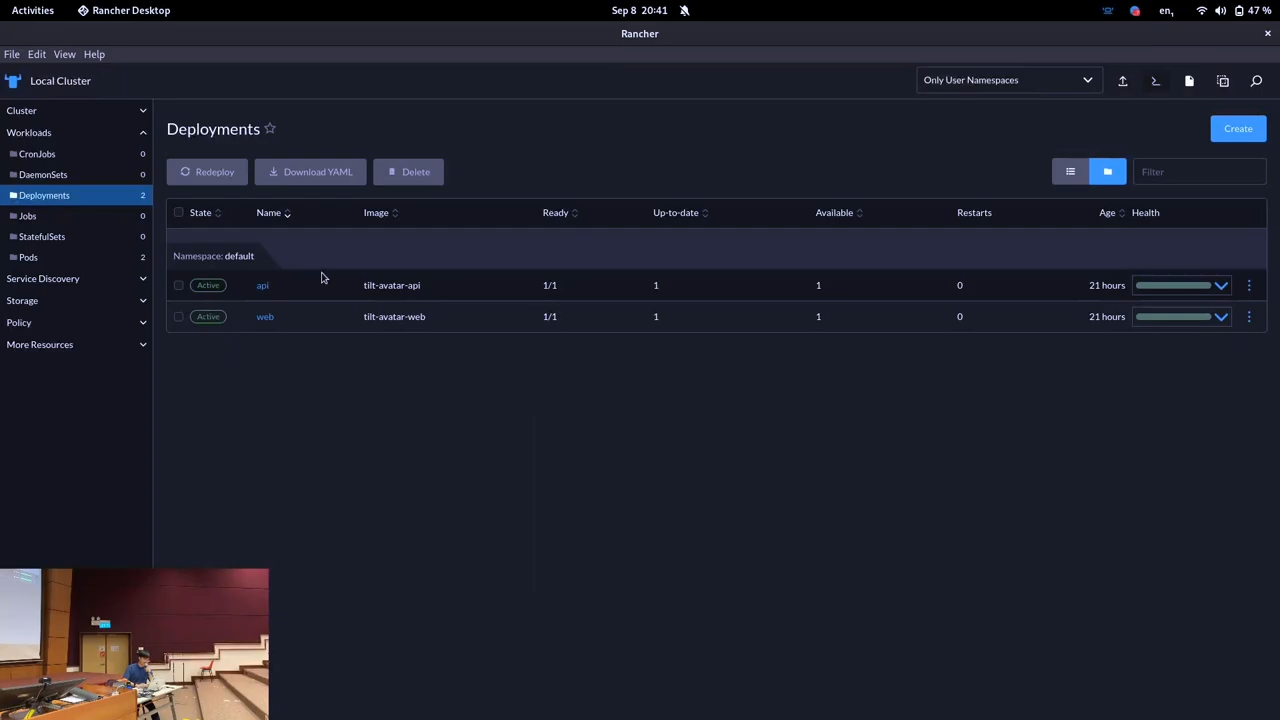 Activities Rancher Desktop Sep 8 20:41 en, 47 %
Rancher
File Edit View Help
Local Cluster Only User Namespaces
Cluster
Workloads
CronJobs 0
DaemonSets 0
Deployments 2
Jobs 0
StatefulSets 0
Pods 2
Service Discovery
Storage
Policy
More Resources
Deployments Create
Redeploy Download YAML Delete Filter
State Name Image Ready Up-to-date Available Restarts Age Health
Namespace: default
Active api tilt-avatar-api 1/1 1 1 0 21 hours
Active web tilt-avatar-web 1/1 1 1 0 21 hours